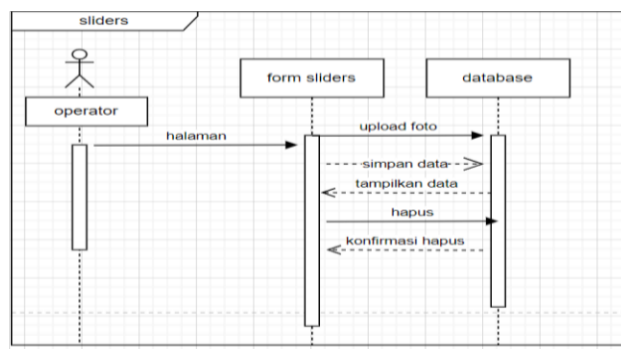 sliders
form sliders
database
operator
halaman
upload foto
simpan data
tampilkan data
hapus
konfirmasi hapus